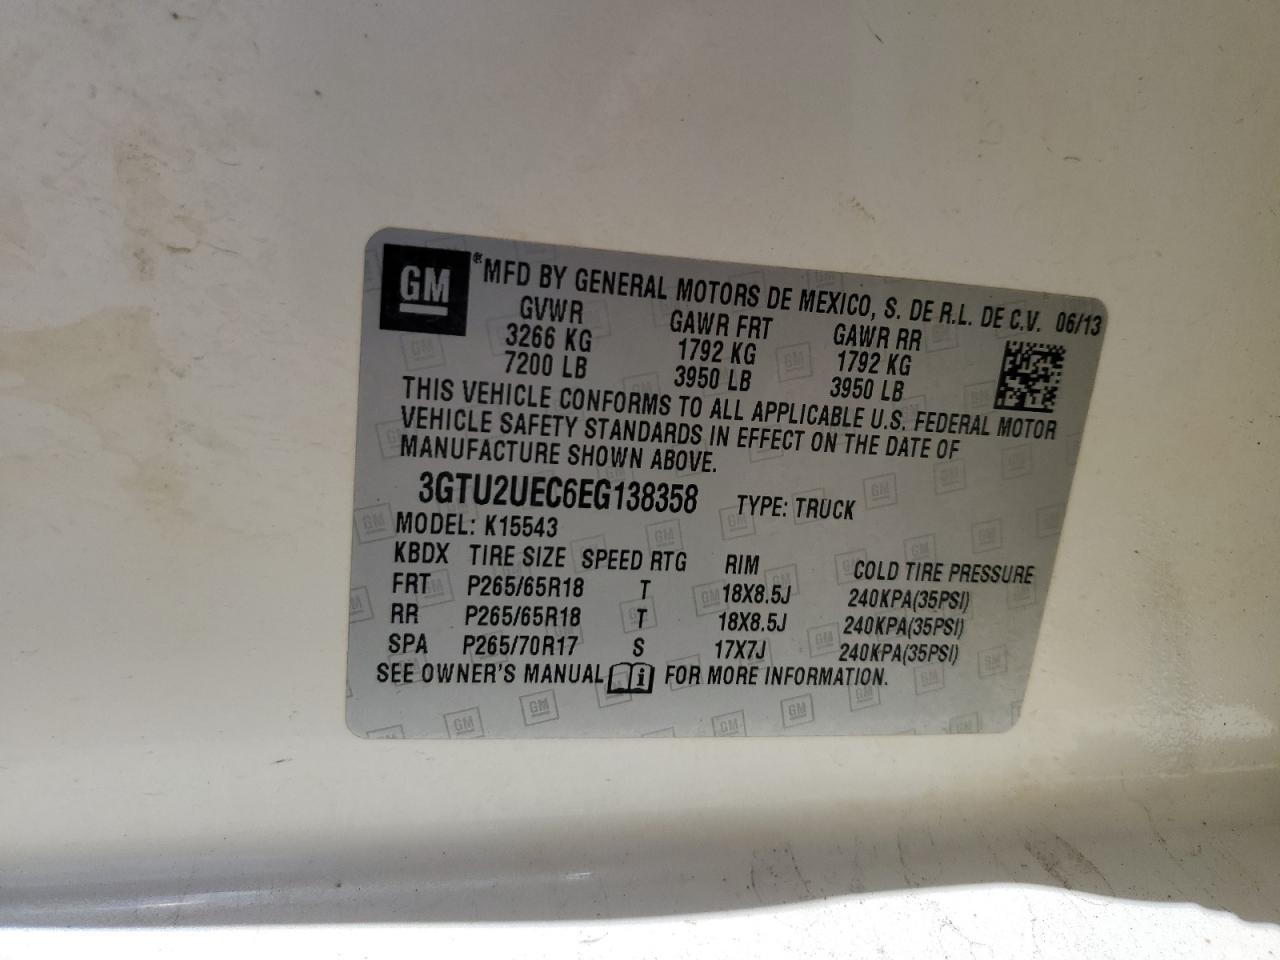 GM ® MFD BY GENERAL MOTORS DE MEXICO, S. DE R.L. DE C.V. 06/13
GVWR GAWR FRT GAWR RR
3266 KG 1792 KG 1792 KG
7200 LB 3950 LB 3950 LB
THIS VEHICLE CONFORMS TO ALL APPLICABLE U.S. FEDERAL MOTOR
VEHICLE SAFETY STANDARDS IN EFFECT ON THE DATE OF
MANUFACTURE SHOWN ABOVE.
3GTU2UEC6EG138358 TYPE: TRUCK
MODEL: K15543
KBDX TIRE SIZE SPEED RTG RIM COLD TIRE PRESSURE
FRT P265/65R18 T 18X8.5J 240KPA(35PSI)
RR P265/65R18 T 18X8.5J 240KPA(35PSI)
SPA P265/70R17 S 17X7J 240KPA(35PSI)
SEE OWNER'S MANUAL i FOR MORE INFORMATION.